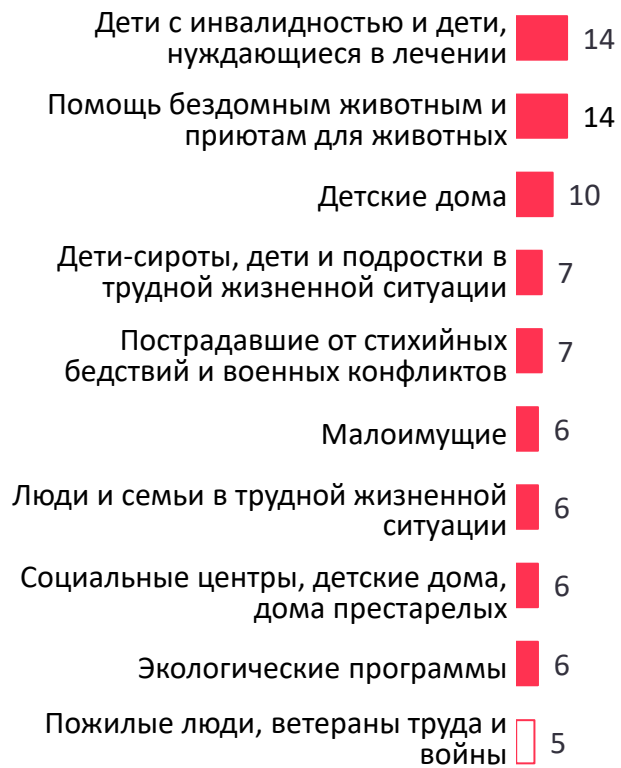 Дети с инвалидностью и дети,
нуждающиеся в лечении
14
Помощь бездомным животным и
приютам для животных
14
Детские дома
10
Дети-сироты, дети и подростки в
трудной жизненной ситуации
7
Пострадавшие от стихийных
бедствий и военных конфликтов
7
Малоимущие
6
Люди и семьи в трудной жизненной
ситуации
6
Социальные центры, детские дома,
дома престарелых
6
Экологические программы
6
Пожилые люди, ветераны труда и
войны
5